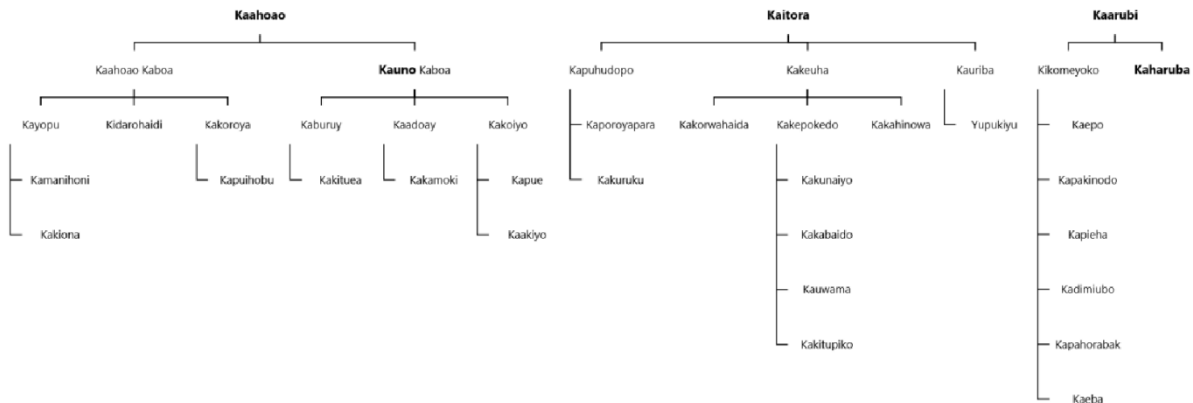 Kaahoao Kaitora Kaarubi
Kaahoao Kaboa Kauno Kaboa Kapuhudopo Kakeuha Kauriba Kikomeyoko Kaharuba
Kayopu Kidarohaidi Kakoroya Kaburuy Kaadoay Kakoiyo Kaporoyapara Kakorwahaida Kakepokedo Kakahinowa Yupukiyu Kaepo
Kamanihoni Kapuihobu Kakituea Kakamoki Kapue Kakuruku Kakunaiyo Kapakinodo
Kakiona Kaakiyo Kakabaido Kapieha
Kauwama Kadimiubo
Kakitupiko Kapahorabak
Kaeba